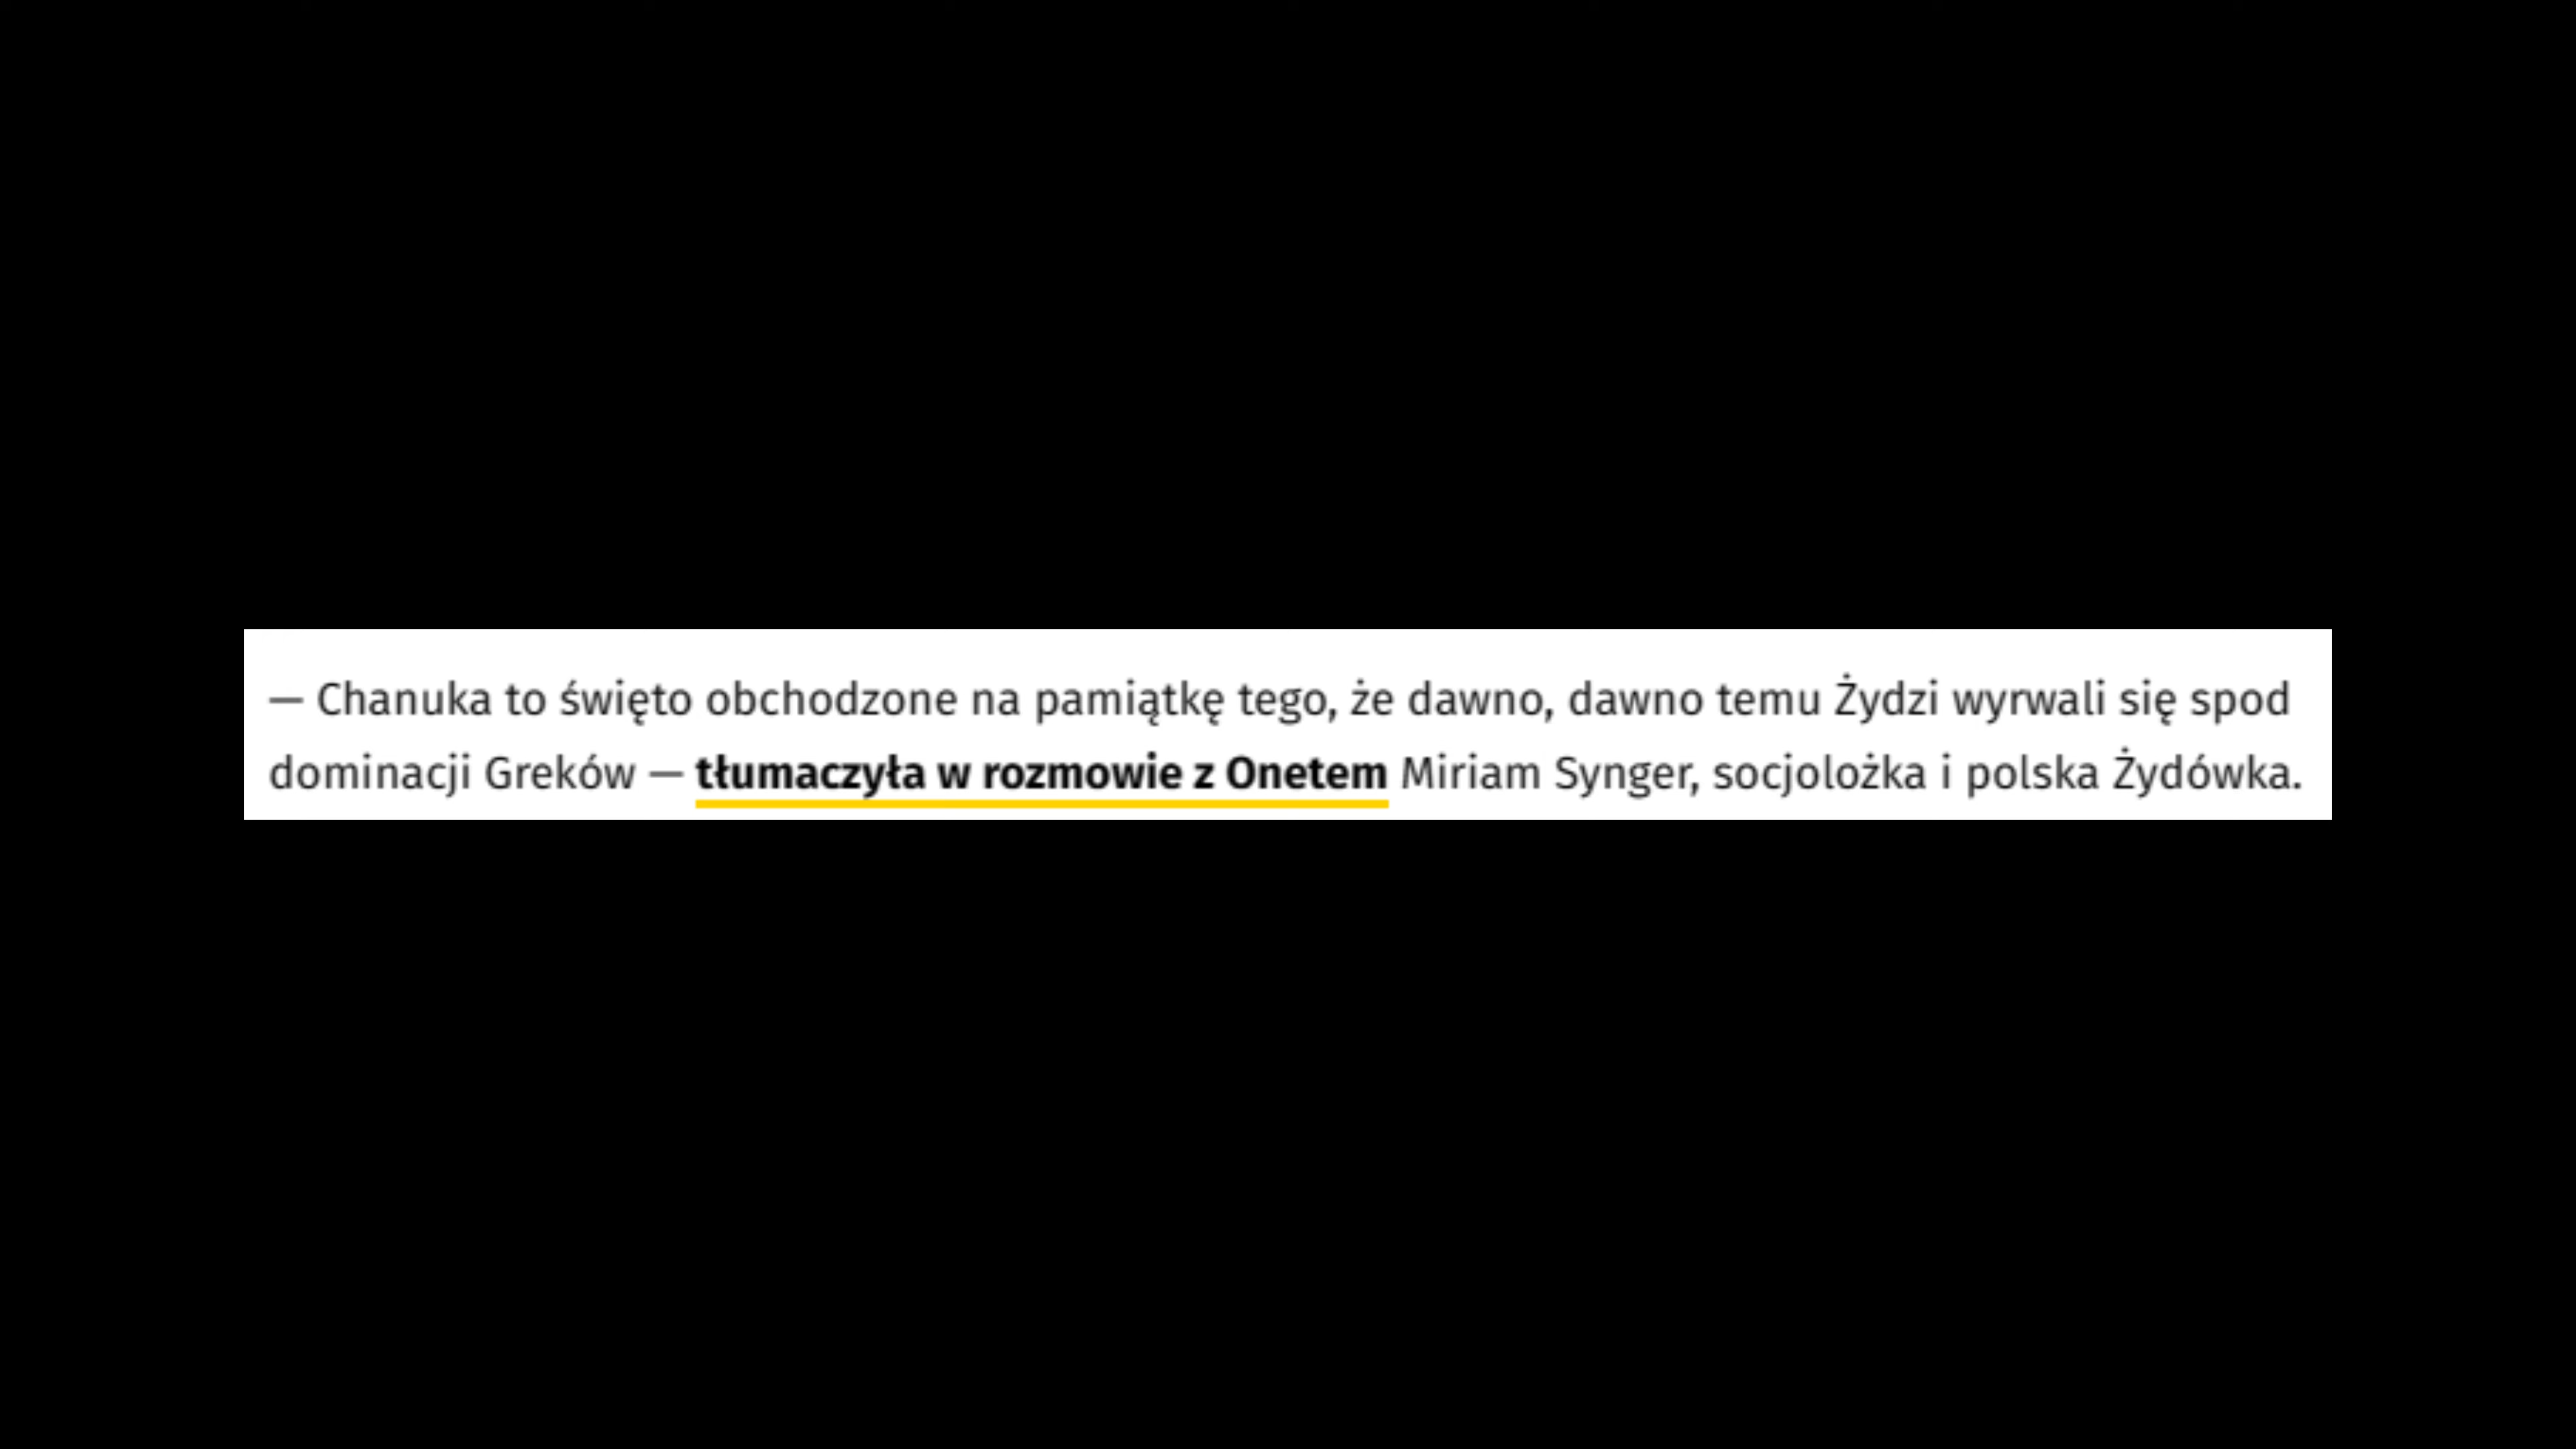 — Chanuka to święto obchodzone na pamiątkę tego, że dawno, dawno temu Żydzi wyrwali się spod
dominacji Greków — tłumaczyła w rozmowie z Onetem Miriam Synger, socjolożka i polska Żydówka.